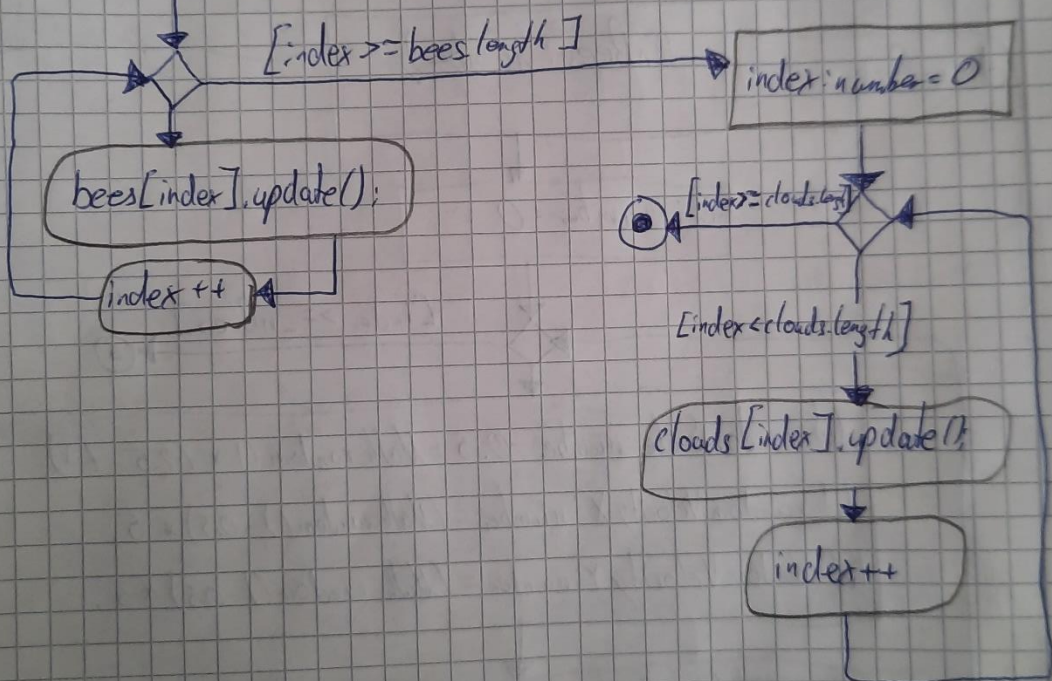 [index>=bees.length]
index:number=0
bees[index].update();
index++
[index>=clouds.length]
[index<clouds.length]
clouds[index].update();
index++